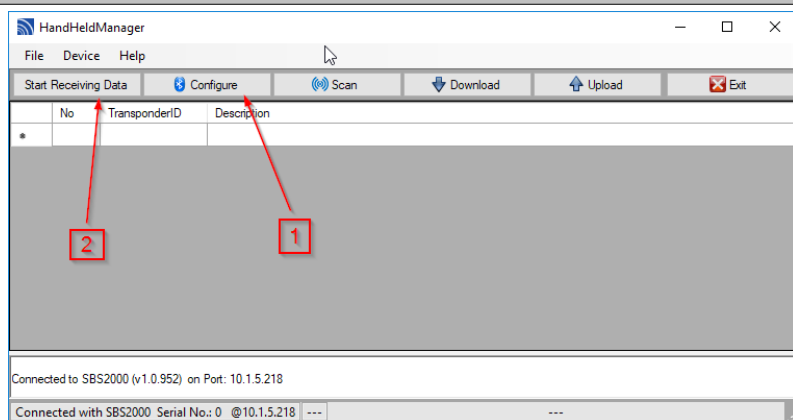 HandHeldManager
File Device Help
Start Receiving Data Configure Scan Download Upload Exit
No TransponderID Description
*
2 1
Connected to SBS2000 (v1.0.952) on Port: 10.1.5.218
Connected with SBS2000 Serial No.: 0 @10.1.5.218 --- ---